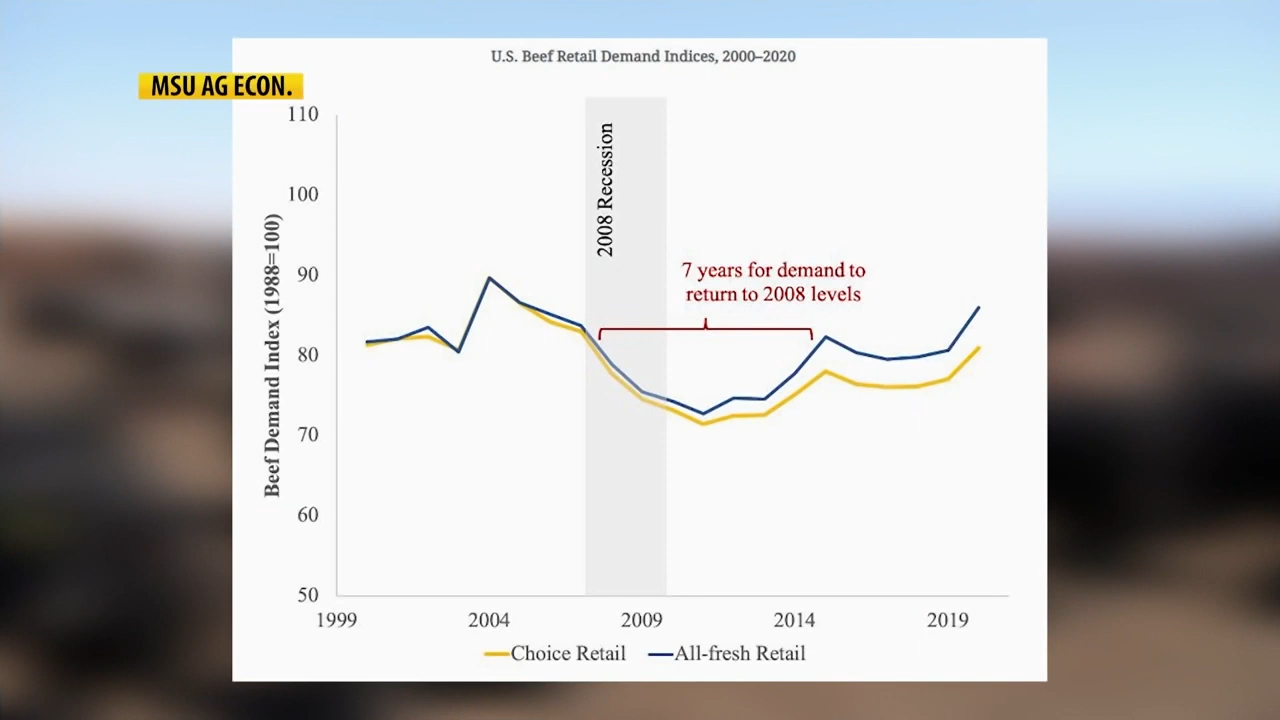 U.S. Beef Retail Demand Indices, 2000–2020
MSU AG ECON.
110
100
90
80
70
60
50
Beef Demand Index (1988=100)
2008 Recession
7 years for demand to
return to 2008 levels
1999 2004 2009 2014 2019
Choice Retail All-fresh Retail